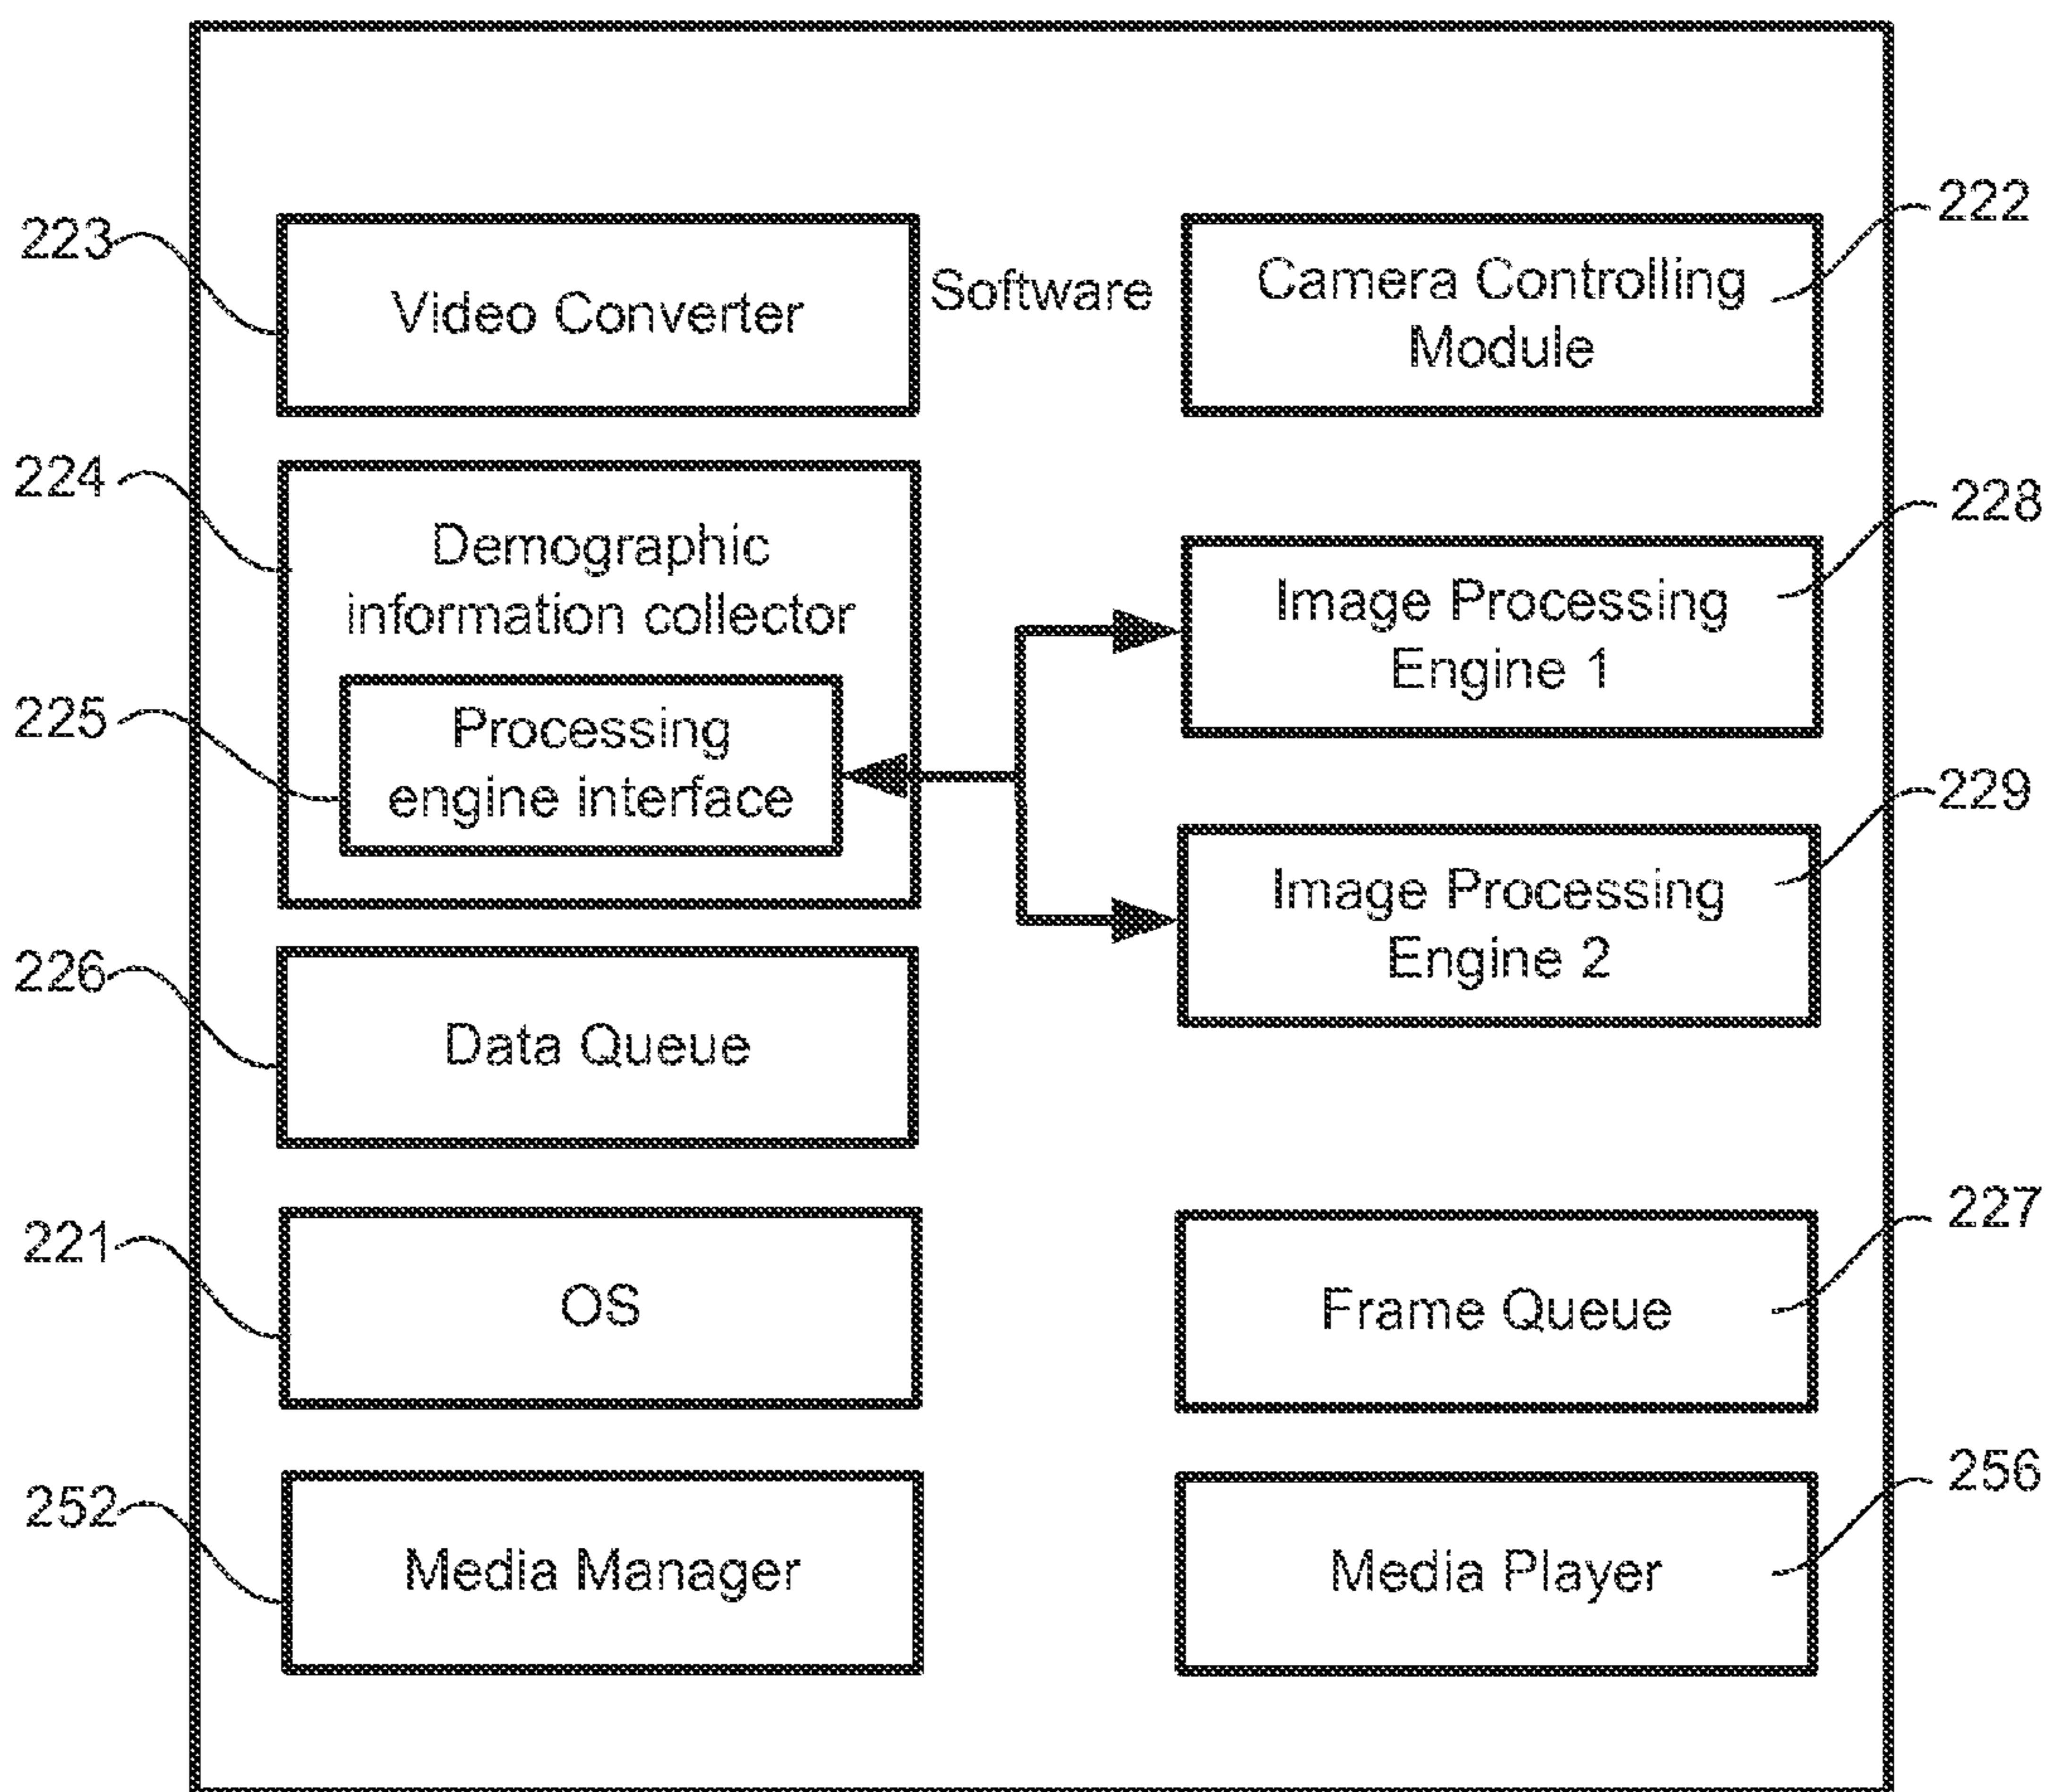 223
Video Converter
Software
Camera Controlling
Module
222
224
Demographic
information collector
225
Processing
engine interface
Image Processing
Engine 1
228
Image Processing
Engine 2
229
226
Data Queue
221
OS
Frame Queue
227
252
Media Manager
Media Player
256